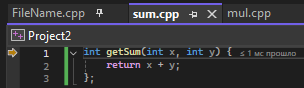 FileName.cpp sum.cpp mul.cpp
Project2
1 int getSum(int x, int y) { ≤ 1 мс прошло
2 return x + y;
3 };